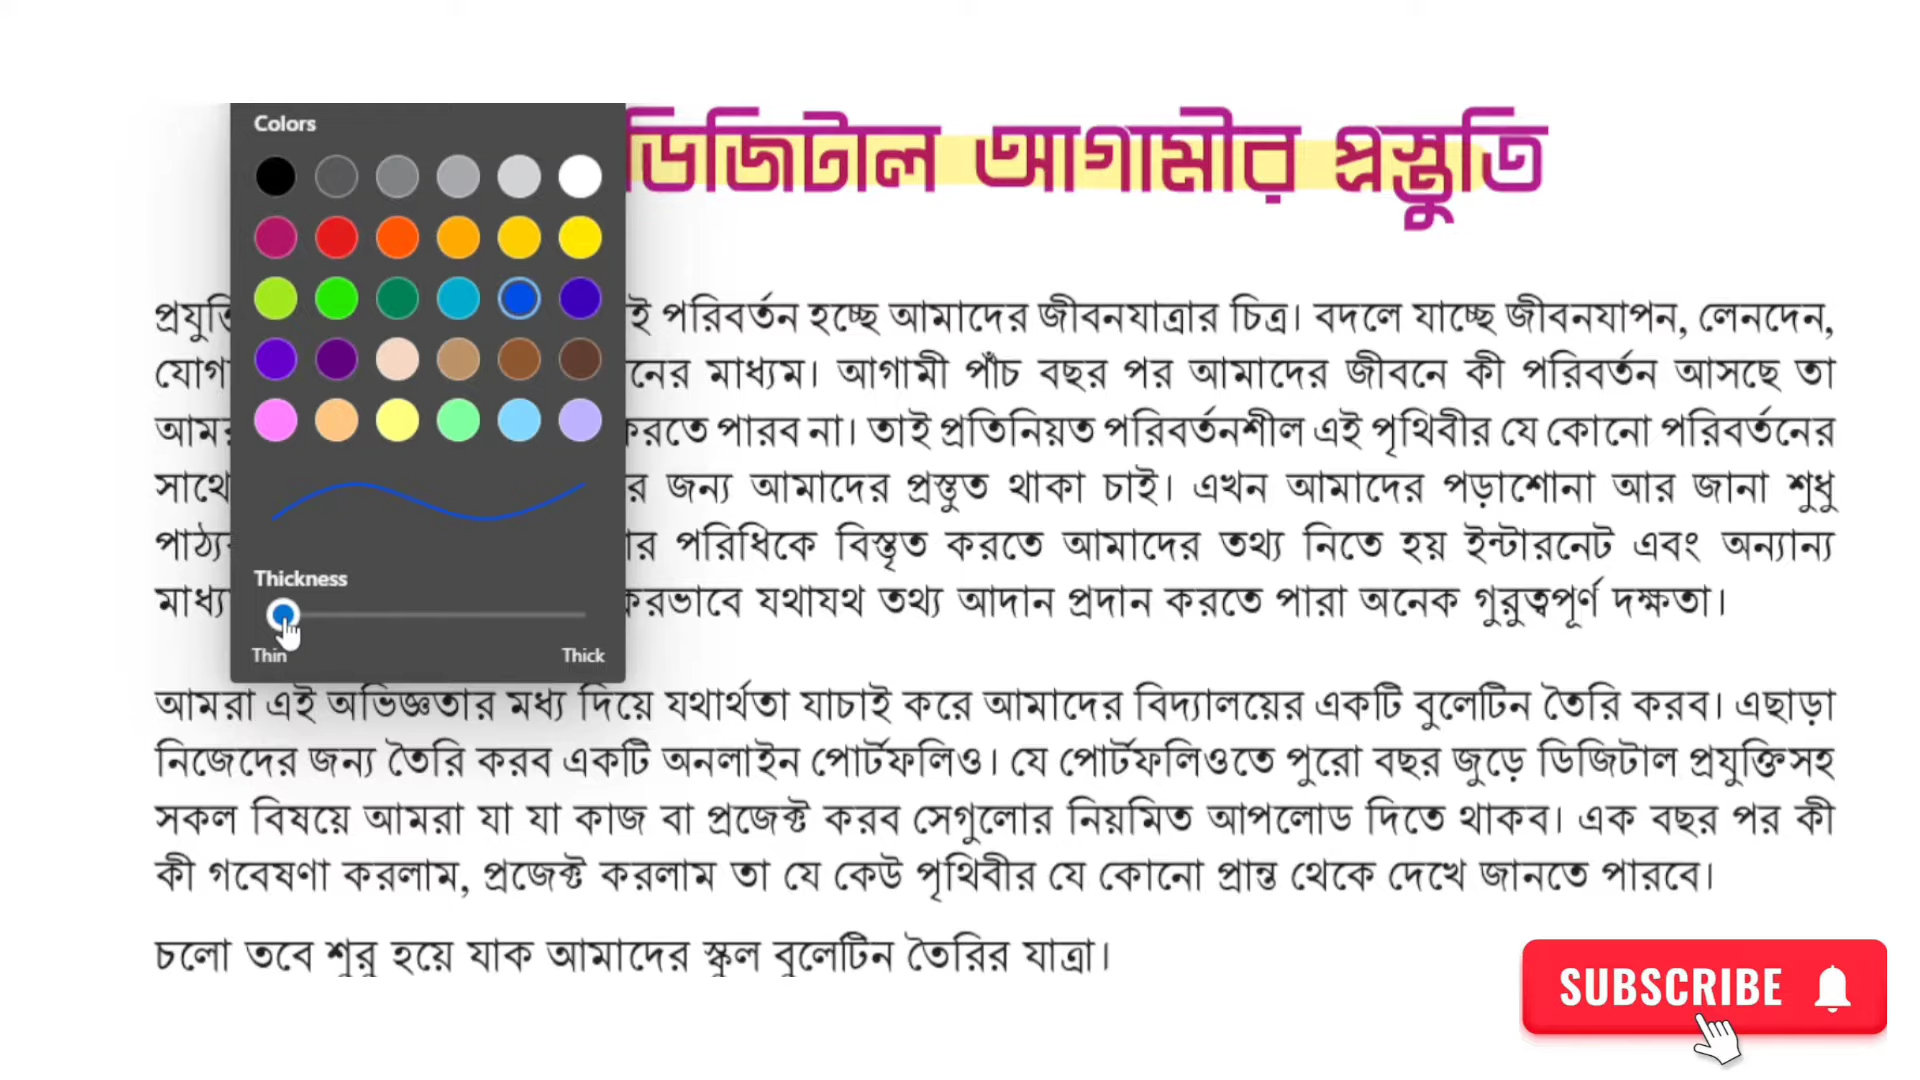 Colors
ডিজিটাল আগামীর প্রস্তুতি
ই পরিবর্তন হচ্ছে আমাদের জীবনযাত্রার চিত্র। বদলে যাচ্ছে জীবনযাপন, লেনদেন,
নের মাধ্যম। আগামী পাঁচ বছর পর আমাদের জীবনে কী পরিবর্তন আসছে তা
করতে পারব না। তাই প্রতিনিয়ত পরিবর্তনশীল এই পৃথিবীর যে কোনো পরিবর্তনের
সাথে র জন্য আমাদের প্রস্তুত থাকা চাই। এখন আমাদের পড়াশোনা আর জানা শুধু
র পরিধিকে বিস্তৃত করতে আমাদের তথ্য নিতে হয় ইন্টারনেট এবং অন্যান্য
করভাবে যথাযথ তথ্য আদান প্রদান করতে পারা অনেক গুরুত্বপূর্ণ দক্ষতা।
Thickness
Thin Thick
আমরা এই অভিজ্ঞতার মধ্য দিয়ে যথার্থতা যাচাই করে আমাদের বিদ্যালয়ের একটি বুলেটিন তৈরি করব। এছাড়া
নিজেদের জন্য তৈরি করব একটি অনলাইন পোর্টফলিও। যে পোর্টফলিওতে পুরো বছর জুড়ে ডিজিটাল প্রযুক্তিসহ
সকল বিষয়ে আমরা যা যা কাজ বা প্রজেক্ট করব সেগুলোর নিয়মিত আপলোড দিতে থাকব। এক বছর পর কী
কী গবেষণা করলাম, প্রজেক্ট করলাম তা যে কেউ পৃথিবীর যে কোনো প্রান্ত থেকে দেখে জানতে পারবে।
চলো তবে শুরু হয়ে যাক আমাদের স্কুল বুলেটিন তৈরির যাত্রা।
SUBSCRIBE